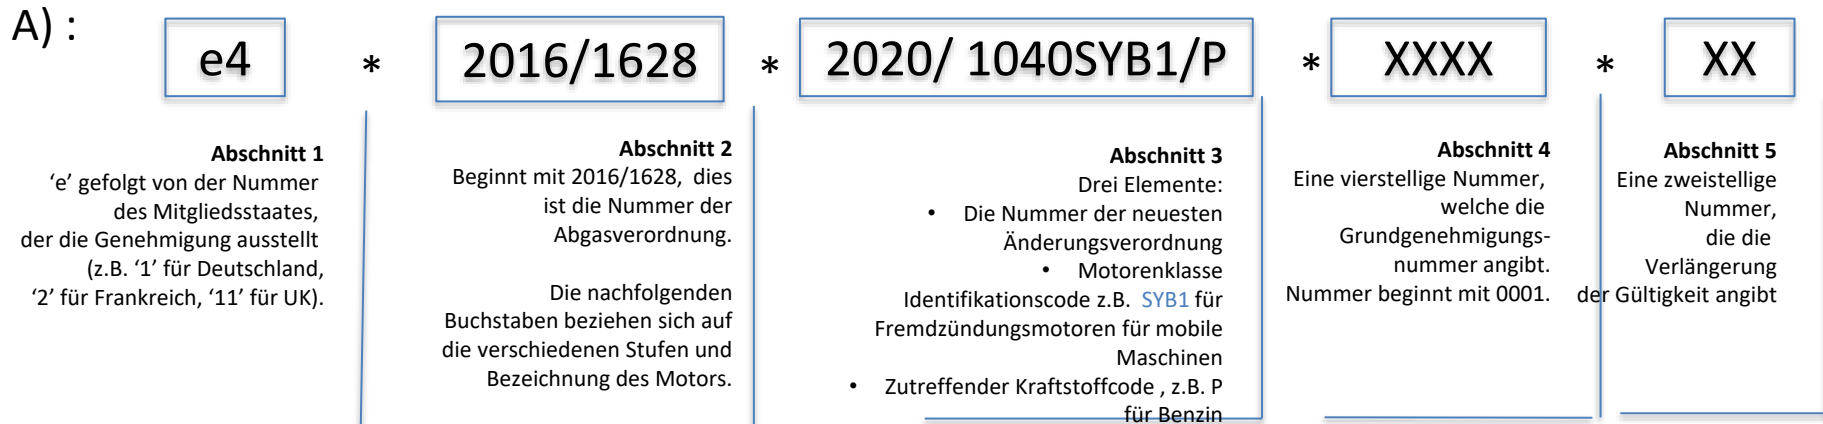 A) :
e4 * 2016/1628 * 2020/ 1040SYB1/P * XXXX * XX
Abschnitt 1
‘e’ gefolgt von der Nummer
des Mitgliedsstaates,
der die Genehmigung ausstellt
(z.B. ‘1’ für Deutschland,
‘2’ für Frankreich, ‘11’ für UK).
Abschnitt 2
Beginnt mit 2016/1628, dies
ist die Nummer der
Abgasverordnung.
Die nachfolgenden
Buchstaben beziehen sich auf
die verschiedenen Stufen und
Bezeichnung des Motors.
Abschnitt 3
Drei Elemente:
• Die Nummer der neuesten
Änderungsverordnung
• Motorenklasse
Identifikationscode z.B. SYB1 für
Fremdzündungsmotoren für mobile
Maschinen
• Zutreffender Kraftstoffcode , z.B. P
für Benzin
Abschnitt 4
Eine vierstellige Nummer,
welche die
Grundgenehmigungs-
nummer angibt.
Nummer beginnt mit 0001.
Abschnitt 5
Eine zweistellige
Nummer,
die die
Verlängerung
der Gültigkeit angibt